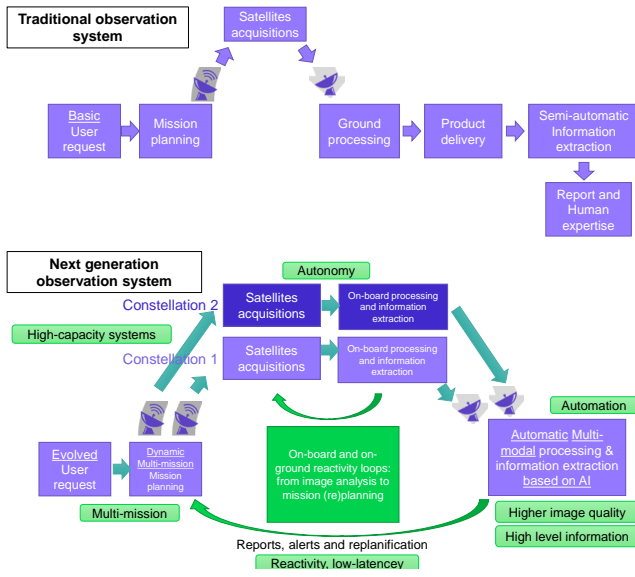 Traditional observation
system
Satellites
acquisitions
Basic
User
request
Mission
planning
Ground
processing
Product
delivery
Semi-automatic
Information
extraction
Report and
Human
expertise
Next generation
observation system
Autonomy
Constellation 2
Satellites
acquisitions
On-board processing
and information
extraction
High-capacity systems
Constellation 1
Satellites
acquisitions
On-board processing
and information
extraction
Automation
Evolved
User
request
Dynamic
Multi-mission
Mission
planning
On-board and on-
ground reactivity loops:
from image analysis to
mission (re)planning
Automatic Multi-
modal processing &
information extraction
based on AI
Multi-mission
Higher image quality
High level information
Reports, alerts and replanification
Reactivity, low-latencey